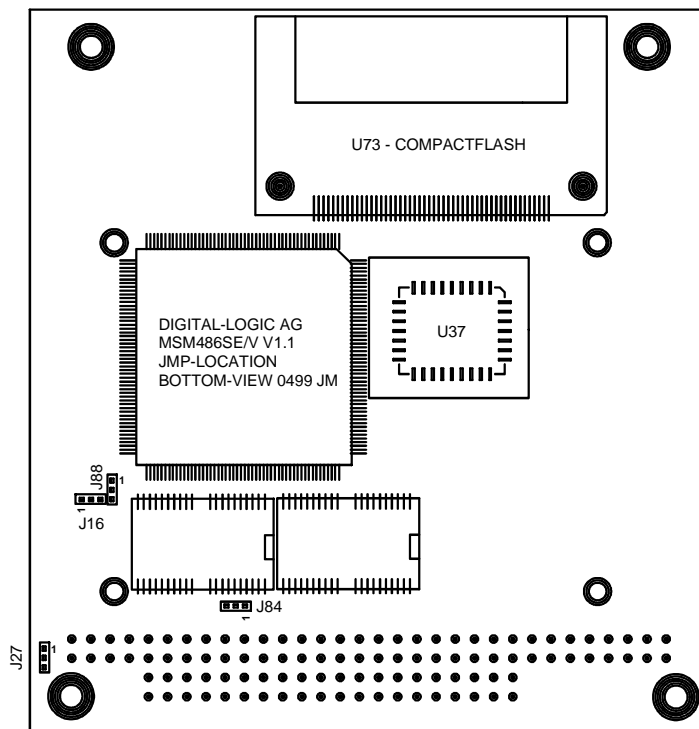 U73 - COMPACTFLASH
DIGITAL-LOGIC AG
MSM486SE/V V1.1
JMP-LOCATION
BOTTOM-VIEW 0499 JM
U37
J88
1
1
J16
J84
1
J27
1